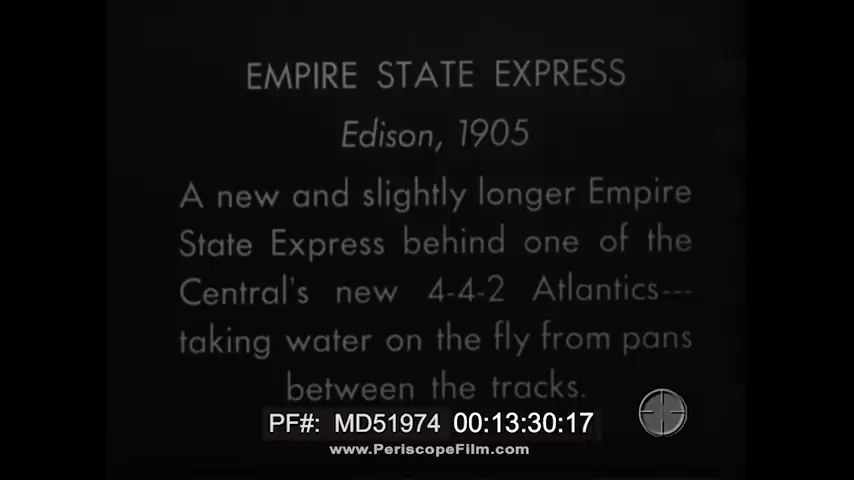 EMPIRE STATE EXPRESS
Edison, 1905
A new and slightly longer Empire
State Express behind one of the
Central's new 4-4-2 Atlantics---
taking water on the fly from pans
between the tracks.
PF#: MD51974 00:13:30:17
www.PeriscopeFilm.com